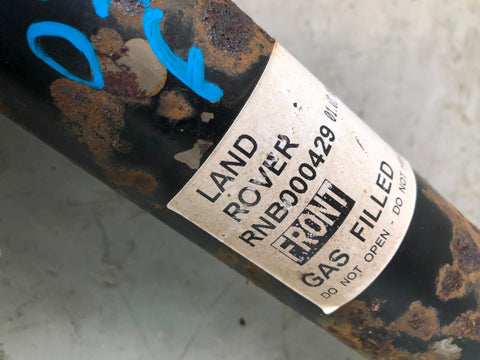 LAND
ROVER
RNB000429
FRONT
GAS FILLED
DO NOT OPEN - DO NOT